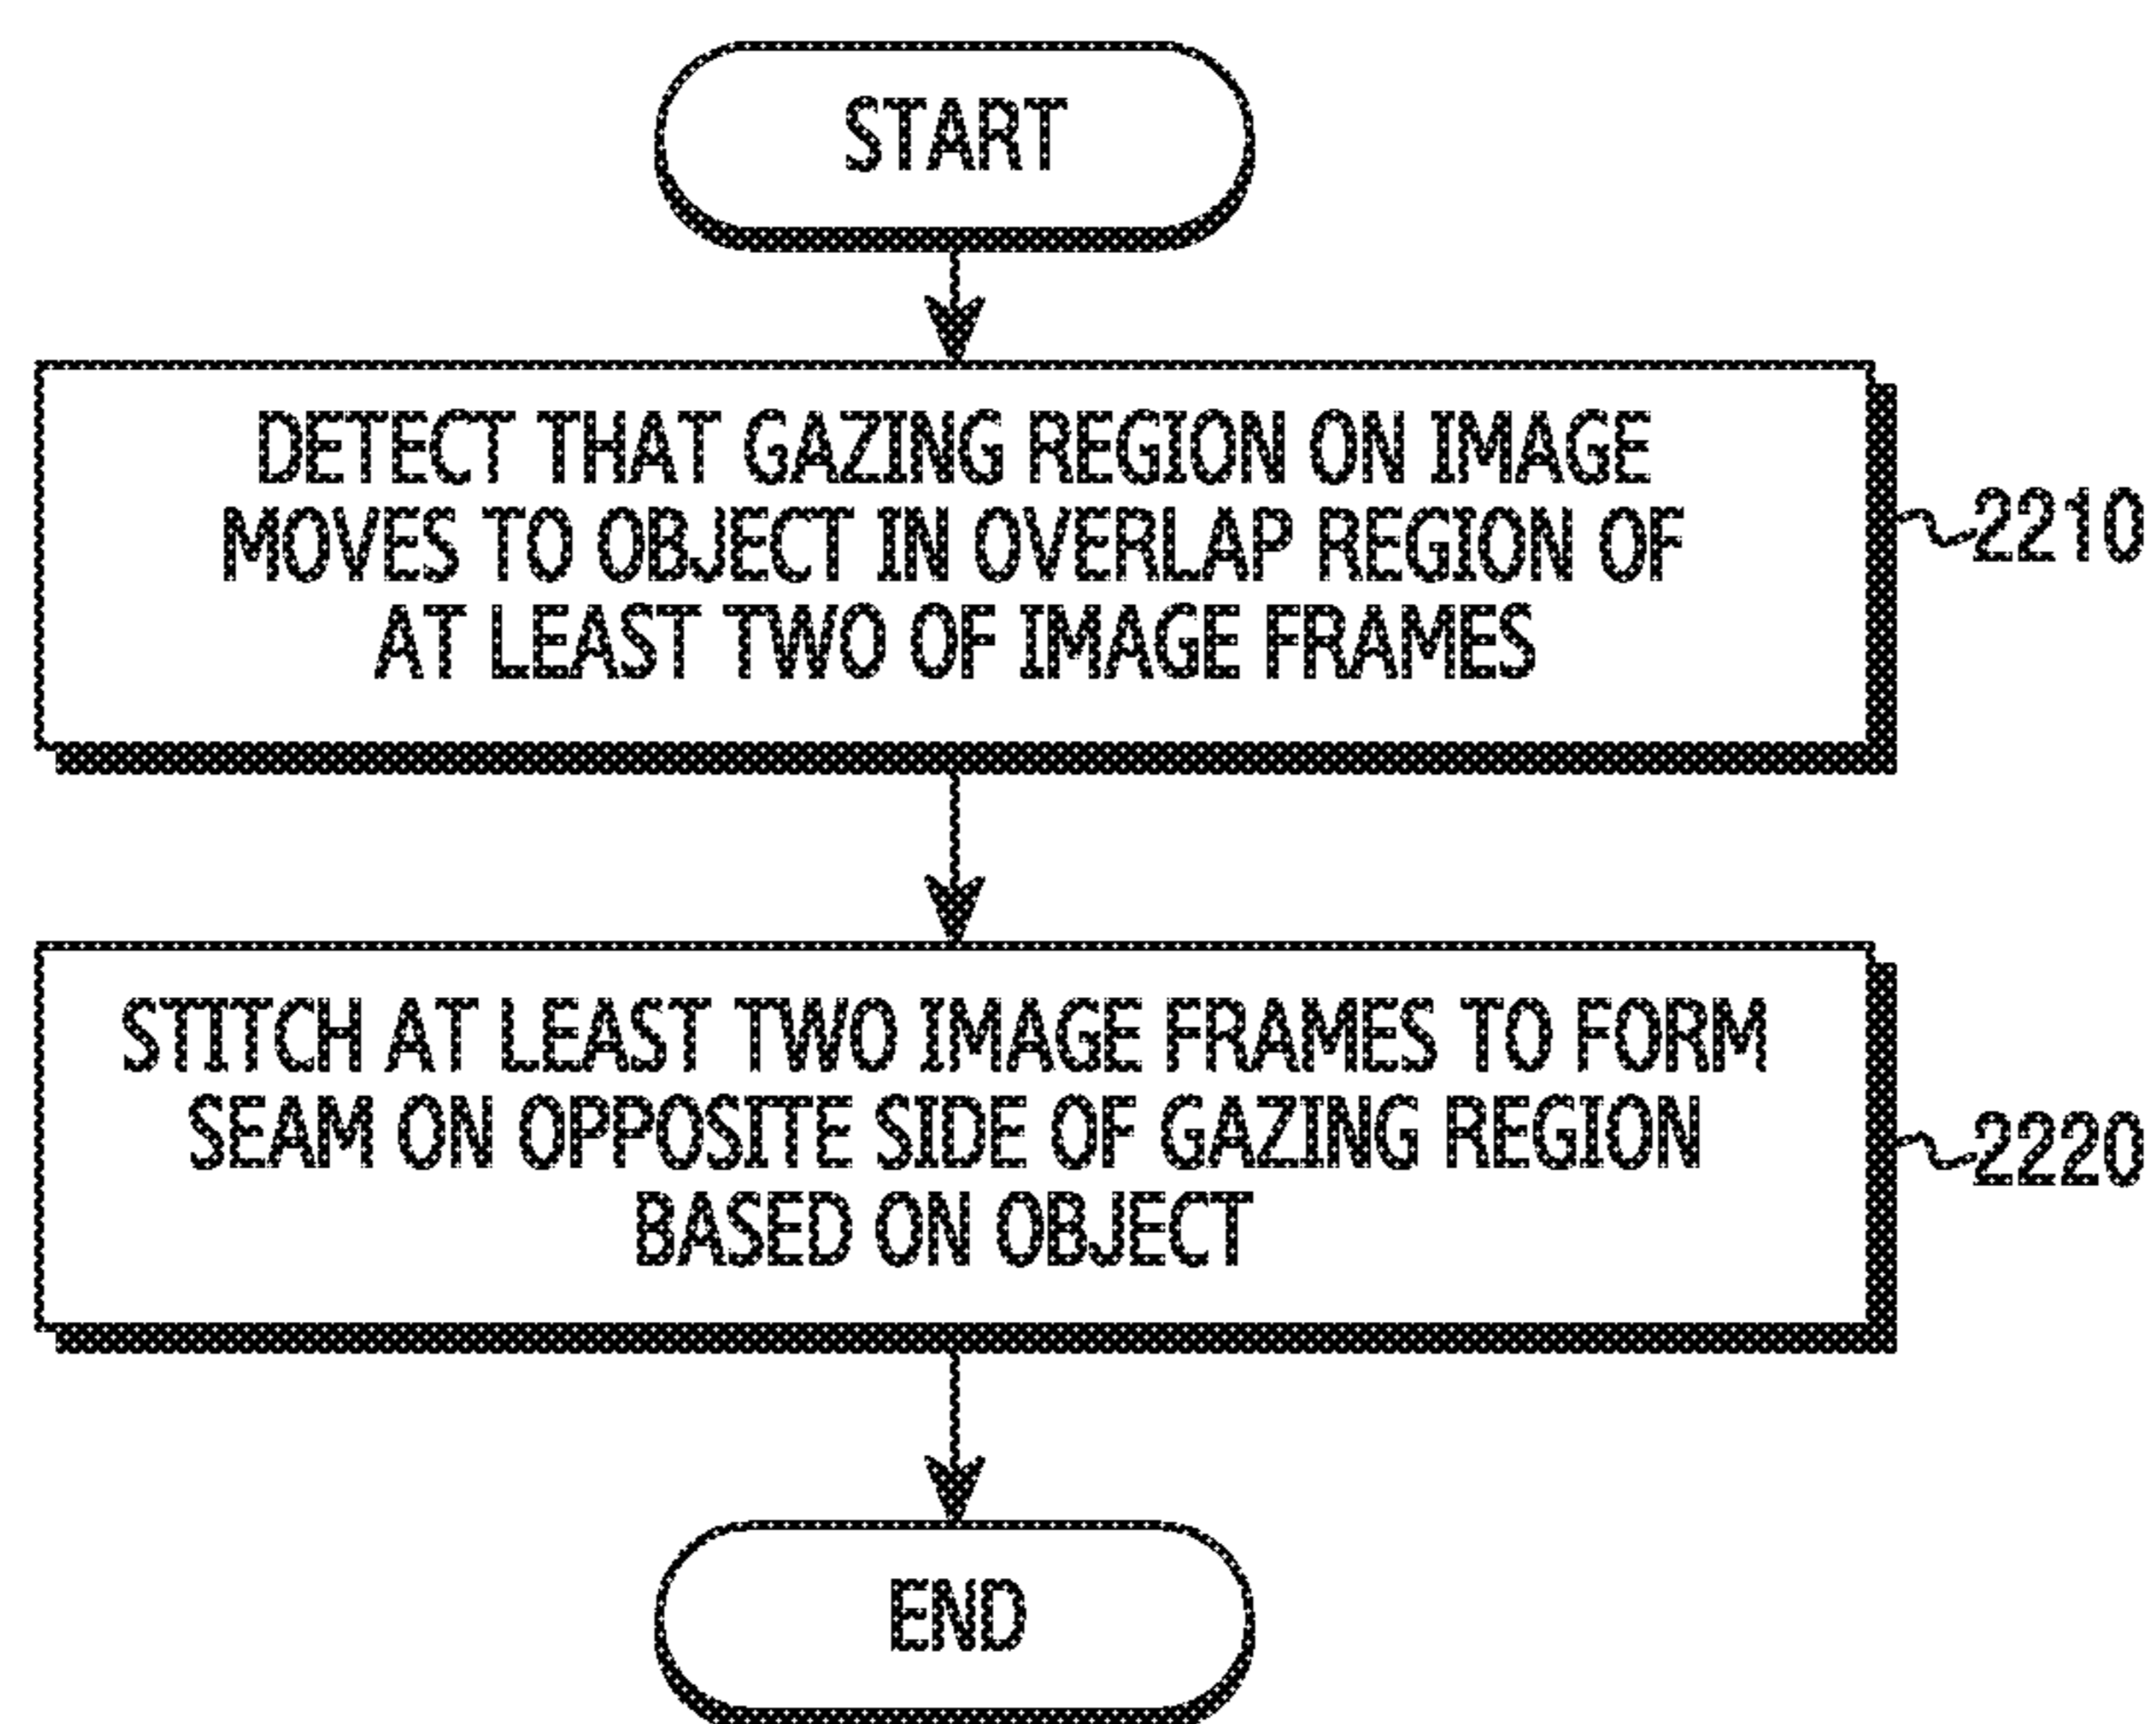 START
DETECT THAT GAZING REGION ON IMAGE
MOVES TO OBJECT IN OVERLAP REGION OF
AT LEAST TWO OF IMAGE FRAMES
2210
STITCH AT LEAST TWO IMAGE FRAMES TO FORM
SEAM ON OPPOSITE SIDE OF GAZING REGION
BASED ON OBJECT
2220
END